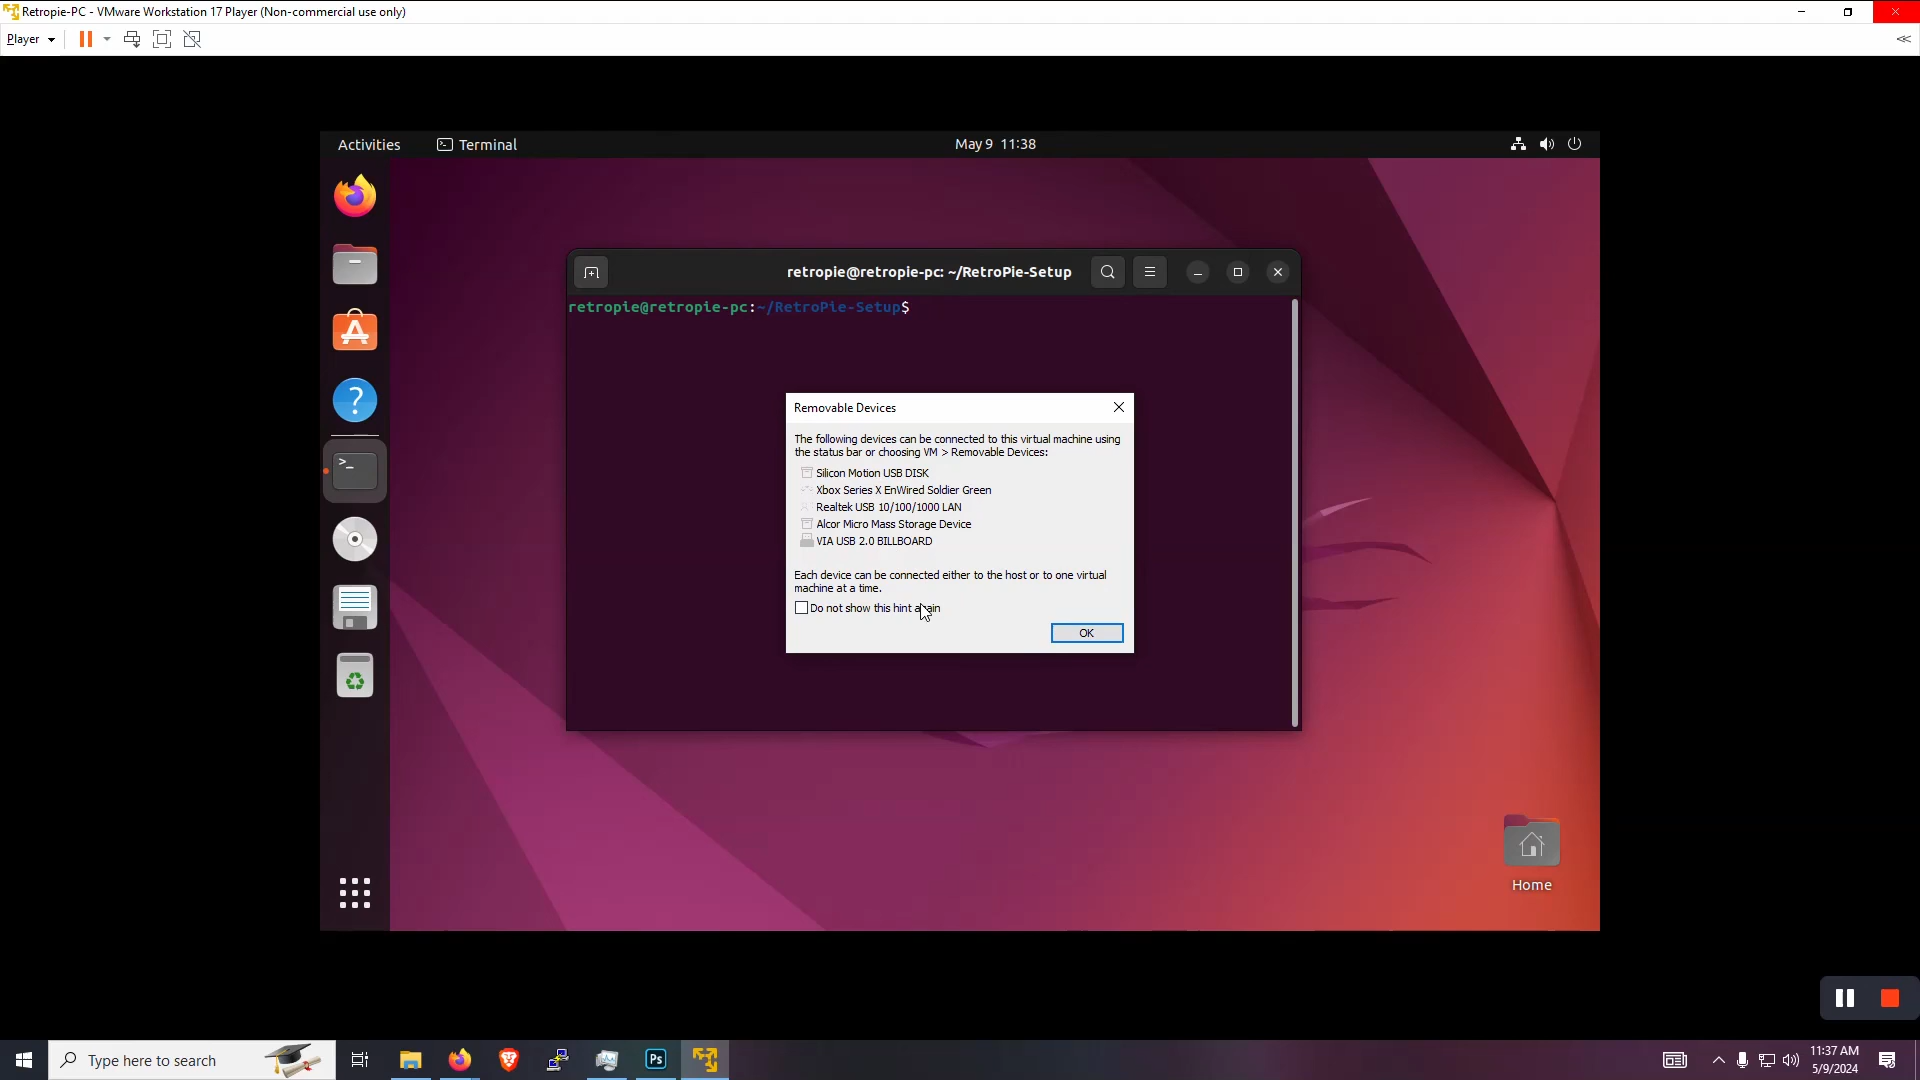 Retropie-PC - VMware Workstation 17 Player (Non-commercial use only)
Player
Activities
Terminal
May 9 11:38
retropie@retropie-pc: ~/RetroPie-Setup
retropie@retropie-pc:~/RetroPie-Setup$
Removable Devices
The following devices can be connected to this virtual machine using
the status bar or choosing VM > Removable Devices:
Silicon Motion USB DISK
Xbox Series X EnWired Soldier Green
Realtek USB 10/100/1000 LAN
Alcor Micro Mass Storage Device
VIA USB 2.0 BILLBOARD
Each device can be connected either to the host or to one virtual
machine at a time.
Do not show this hint again
OK
Home
Type here to search
Ps
11:37 AM
5/9/2024